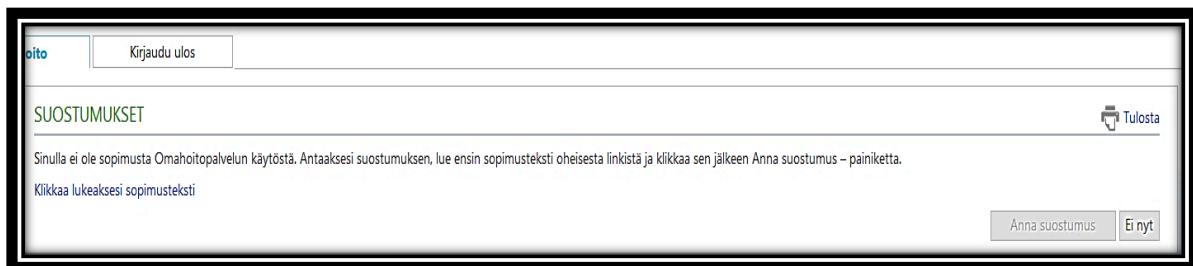 oito Kirjaudu ulos
SUOSTUMUKSET Tulosta
Sinulla ei ole sopimusta Omahoitopalvelun käytöstä. Antaaksesi suostumuksen, lue ensin sopimusteksti oheisesta linkistä ja klikkaa sen jälkeen Anna suostumus – painiketta.
Klikkaa lukeaksesi sopimusteksti
Anna suostumus Ei nyt